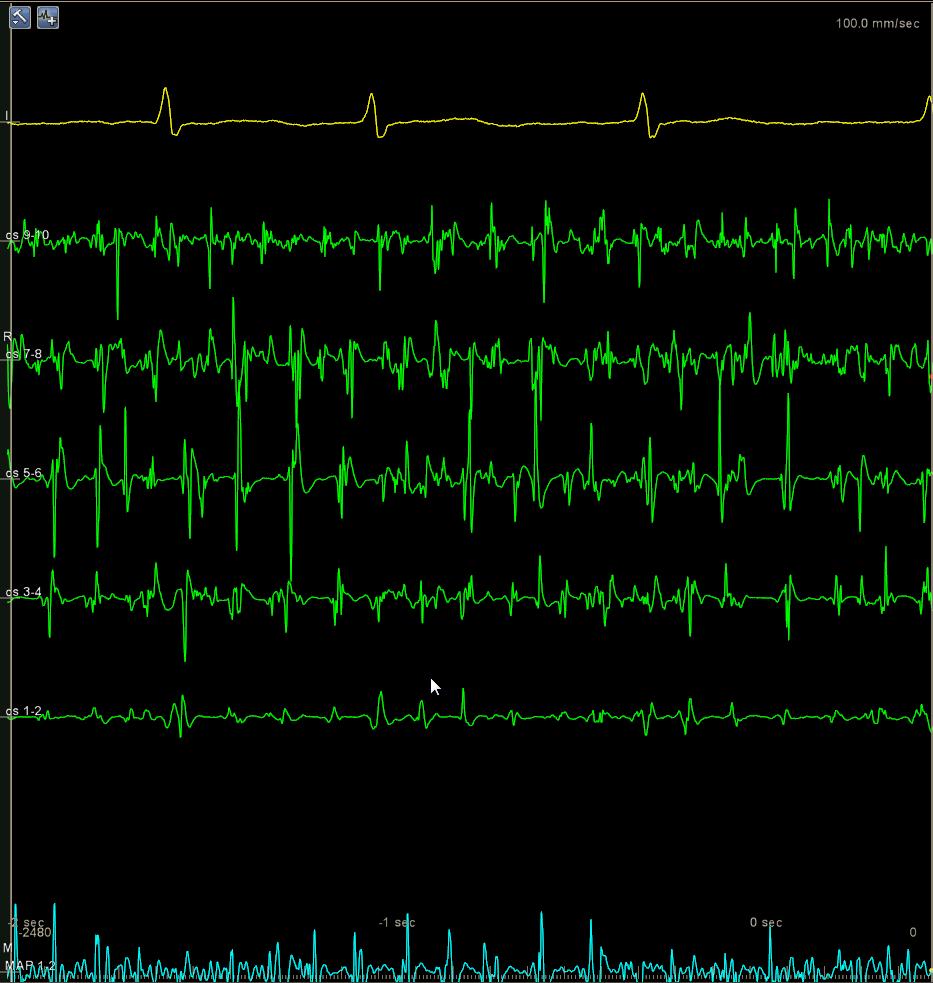 100.0 mm/sec
I
cs 9-10
R
cs 7-8
cs 5-6
cs 3-4
cs 1-2
-2 sec
-1 sec
0 sec
-2480
0
M
MAP 1-2